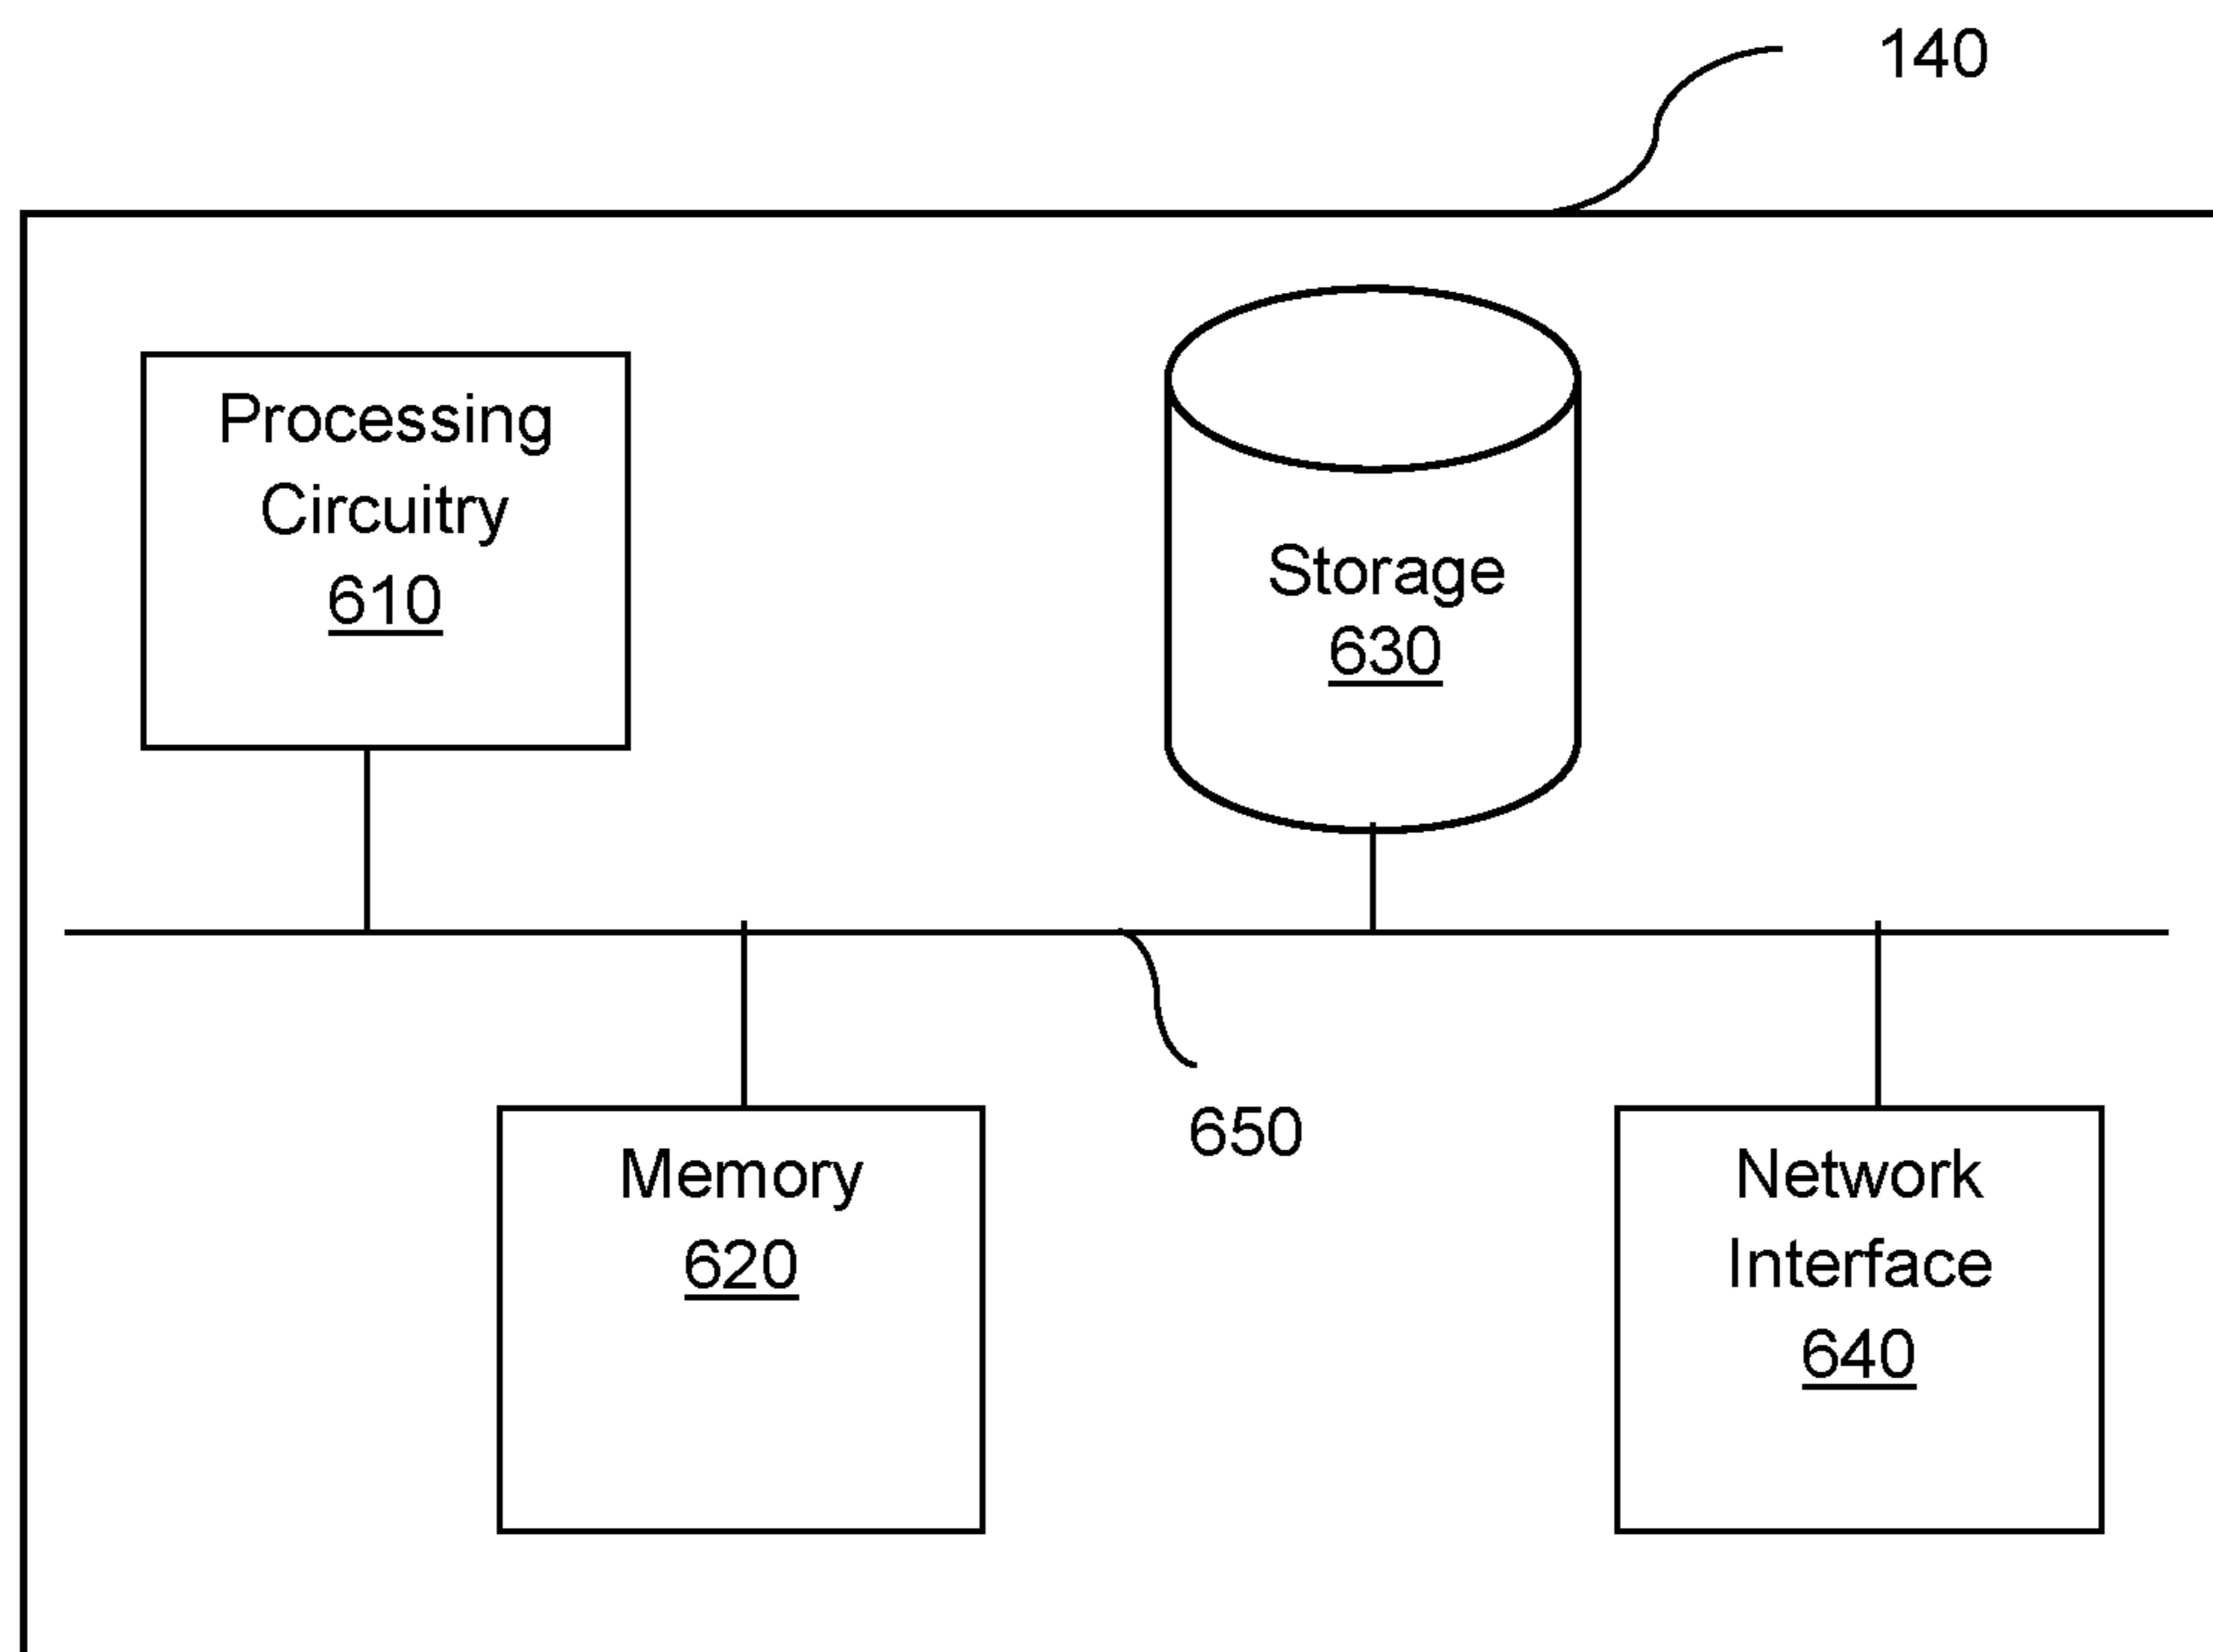 140
Processing
Circuitry
610
Storage
630
650
Memory
620
Network
Interface
640